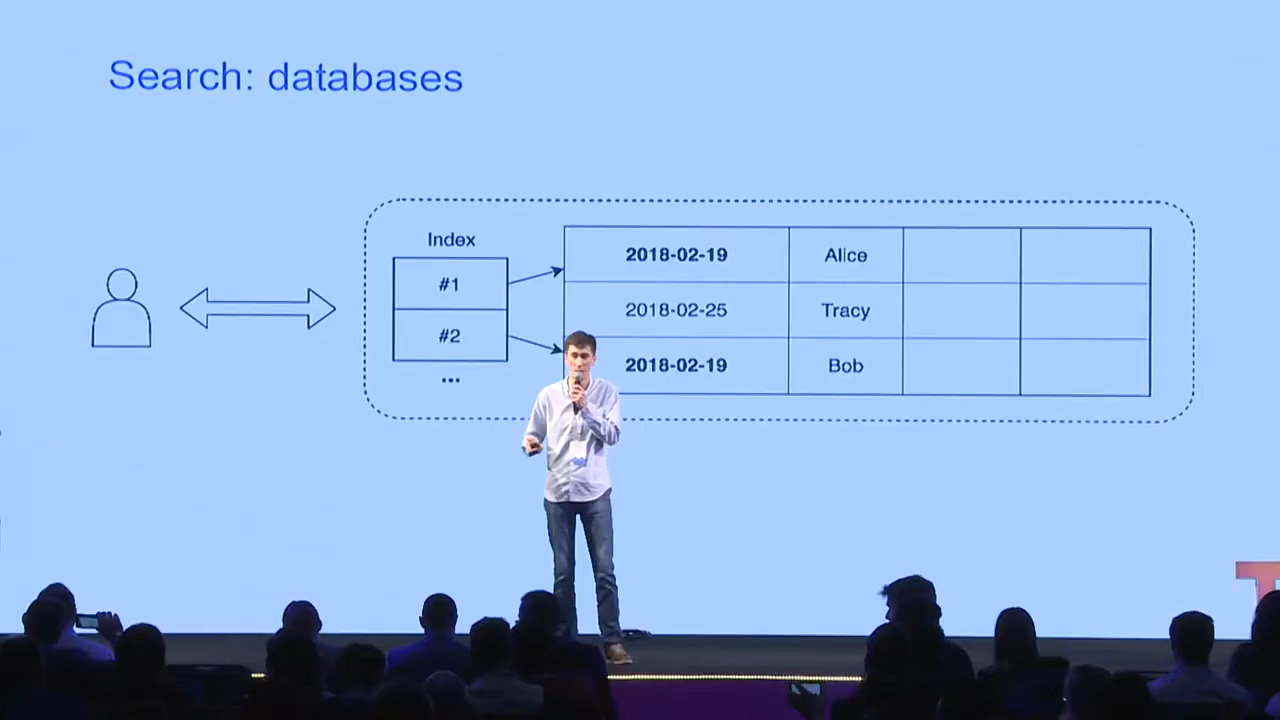 Search: databases
Index
#1
#2
...
2018-02-19 Alice
2018-02-25 Tracy
2018-02-19 Bob
T